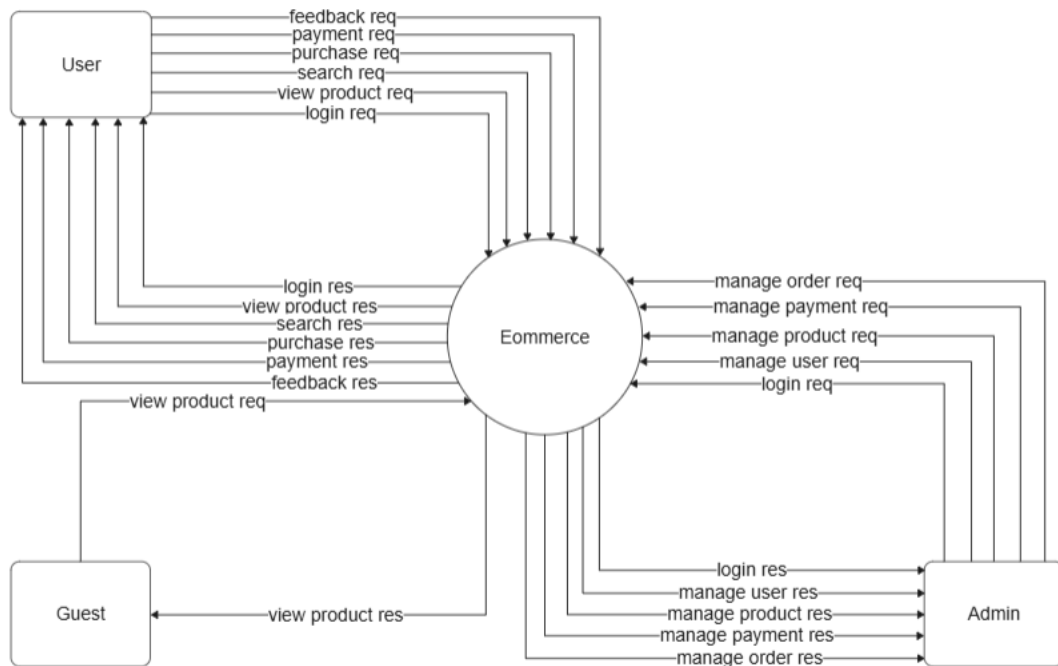 feedback req
payment req
purchase req
search req
view product req
login req
User
login res
view product res
search res
purchase res
payment res
feedback res
view product req
Eommerce
manage order req
manage payment req
manage product req
manage user req
login req
Guest
view product res
login res
manage user res
manage product res
manage payment res
manage order res
Admin